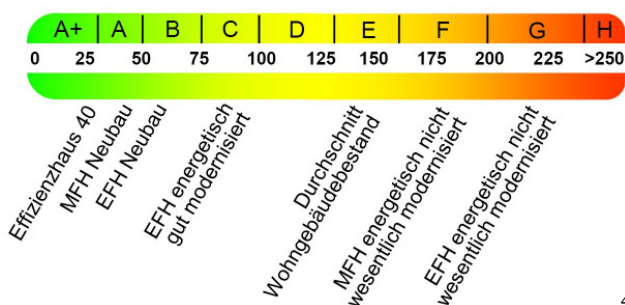 A+ A B C D E F G H
0 25 50 75 100 125 150 175 200 225 >250
Effizienzhaus 40
MFH Neubau
EFH Neubau
EFH energetisch
gut modernisiert
Durchschnitt
Wohngebäudebestand
MFH energetisch nicht
wesentlich modernisiert
EFH energetisch nicht
wesentlich modernisiert